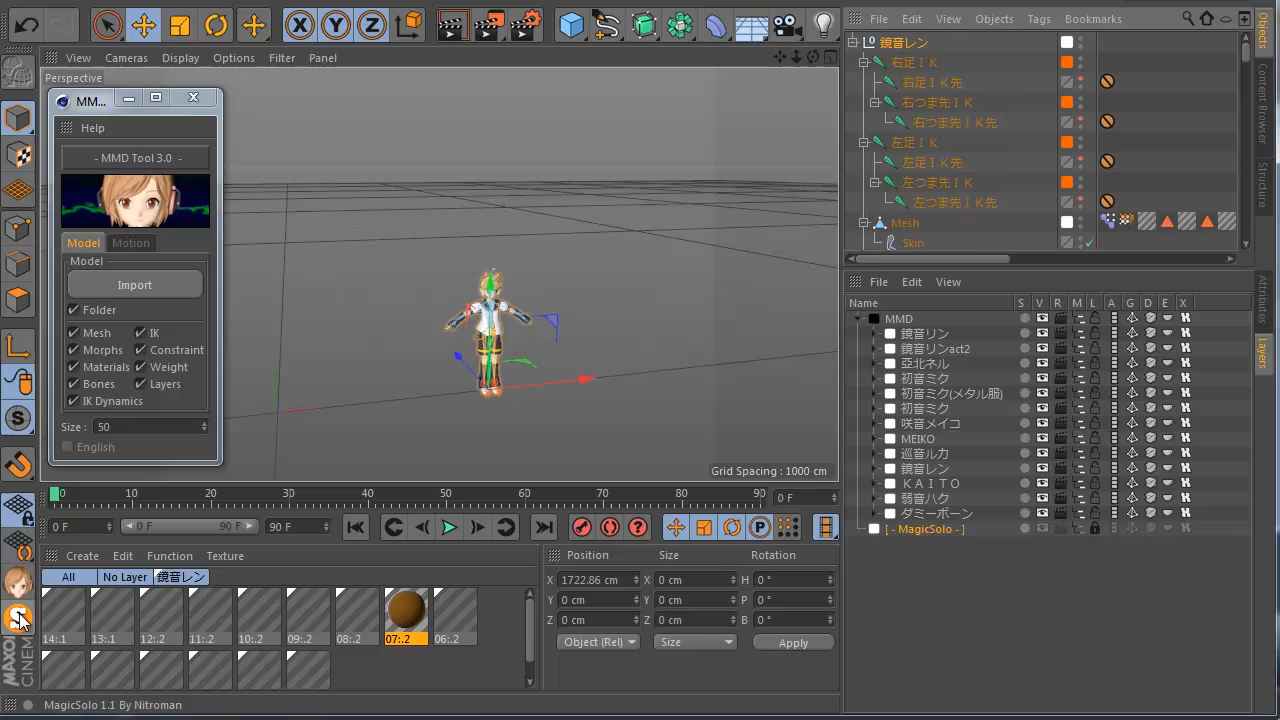 File Edit View Objects Tags Bookmarks
Objects
Content Browser
Structure
Attributes
Layers
View Cameras Display Options Filter Panel
Perspective
MM...
Help
- MMD Tool 3.0 -
Model Motion
Model
Import
Folder
Mesh IK
Morphs Constraint
Materials Weight
Bones Layers
IK Dynamics
Size : 50
English
Grid Spacing : 1000 cm
鏡音レン
右足ＩＫ
右足ＩＫ先
右つま先ＩＫ
右つま先ＩＫ先
左足ＩＫ
左足ＩＫ先
左つま先ＩＫ
左つま先ＩＫ先
Mesh
Skin
File Edit View
Name S V R M L A G D E X
MMD
鏡音リン
鏡音リンact2
亞北ネル
初音ミク
初音ミク(メタル服)
初音ミク
咲音メイコ
MEIKO
巡音ルカ
鏡音レン
ＫＡＩＴＯ
弱音ハク
ダミーボーン
[ - MagicSolo - ]
0 10 20 30 40 50 60 70 80 90 0 F
0 F 0 F 90 F 90 F
Create Edit Function Texture
All No Layer 鏡音レン
14:.1 13:.1 12:.2 11:.2 10:.2 09:.2 08:.2 07:.2 06:.2
Position Size Rotation
X 1722.86 cm X 0 cm H 0 °
Y 0 cm Y 0 cm P 0 °
Z 0 cm Z 0 cm B 0 °
Object (Rel) Size Apply
MAXON
CINEM
MagicSolo 1.1 By Nitroman